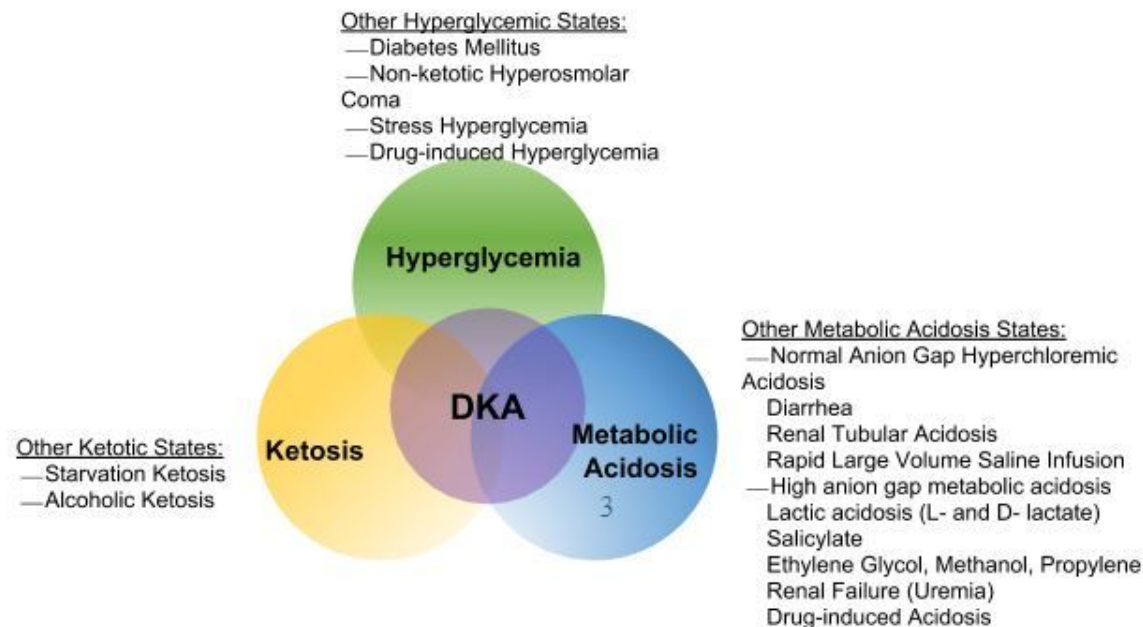 Other Hyperglycemic States:
—Diabetes Mellitus
—Non-ketotic Hyperosmolar
Coma
—Stress Hyperglycemia
—Drug-induced Hyperglycemia
Hyperglycemia
DKA
Ketosis
Metabolic
Acidosis
3
Other Ketotic States:
—Starvation Ketosis
—Alcoholic Ketosis
Other Metabolic Acidosis States:
—Normal Anion Gap Hyperchloremic
Acidosis
Diarrhea
Renal Tubular Acidosis
Rapid Large Volume Saline Infusion
—High anion gap metabolic acidosis
Lactic acidosis (L- and D- lactate)
Salicylate
Ethylene Glycol, Methanol, Propylene
Renal Failure (Uremia)
Drug-induced Acidosis